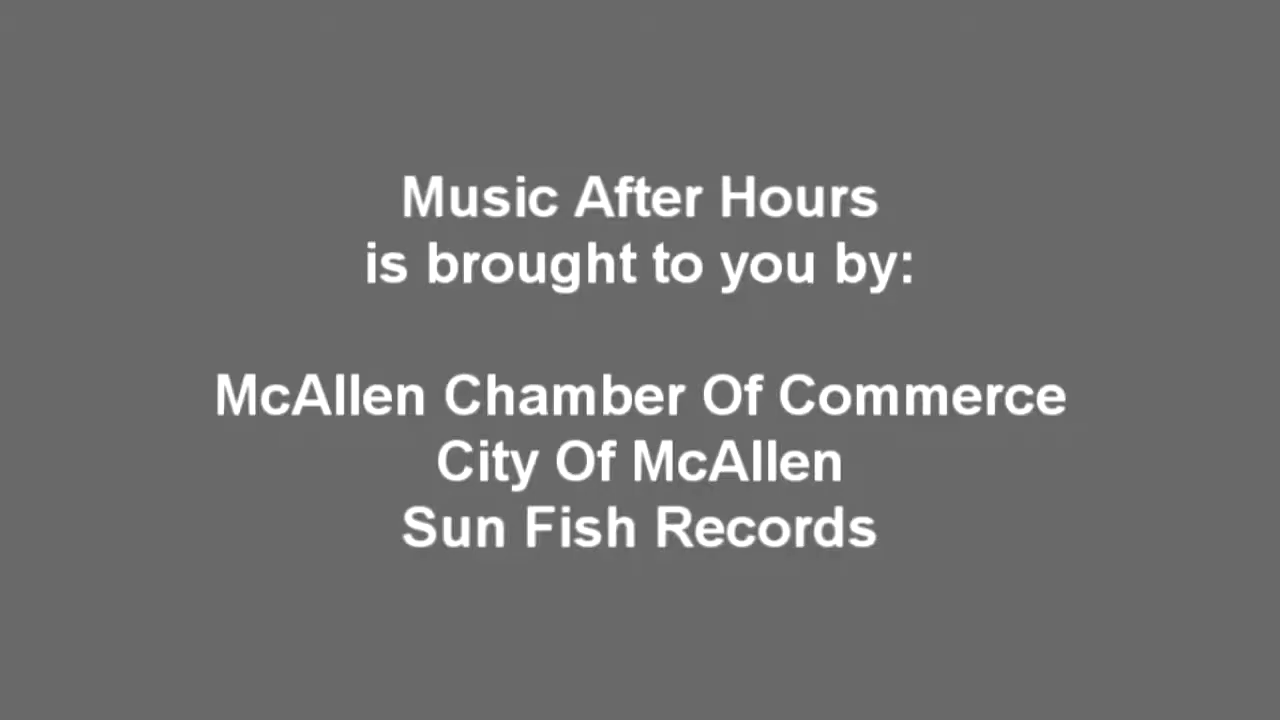 Music After Hours
is brought to you by:
McAllen Chamber Of Commerce
City Of McAllen
Sun Fish Records